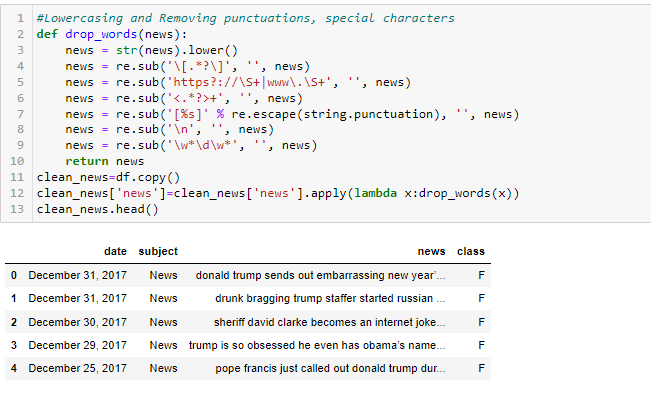 1 #Lowercasing and Removing punctuations, special characters
2 def drop_words(news):
3     news = str(news).lower()
4     news = re.sub('\[.*?\]', '', news)
5     news = re.sub('https?://\S+|www\.\S+', '', news)
6     news = re.sub('<.*?>+', '', news)
7     news = re.sub('[%s]' % re.escape(string.punctuation), '', news)
8     news = re.sub('\n', '', news)
9     news = re.sub('\w*\d\w*', '', news)
10     return news
11 clean_news=df.copy()
12 clean_news['news']=clean_news['news'].apply(lambda x:drop_words(x))
13 clean_news.head()
date subject news class
0 December 31, 2017 News donald trump sends out embarrassing new year'... F
1 December 31, 2017 News drunk bragging trump staffer started russian ... F
2 December 30, 2017 News sheriff david clarke becomes an internet joke... F
3 December 29, 2017 News trump is so obsessed he even has obama's name... F
4 December 25, 2017 News pope francis just called out donald trump dur... F